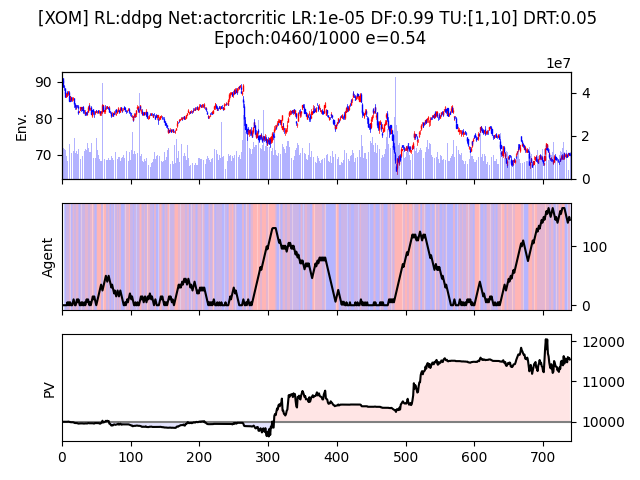 [XOM] RL:ddpg Net:actorcritic LR:1e-05 DF:0.99 TU:[1,10] DRT:0.05
Epoch:0460/1000 e=0.54
1e7
90
80
70
Env.
4
2
0
Agent
100
0
PV
12000
11000
10000
0 100 200 300 400 500 600 700